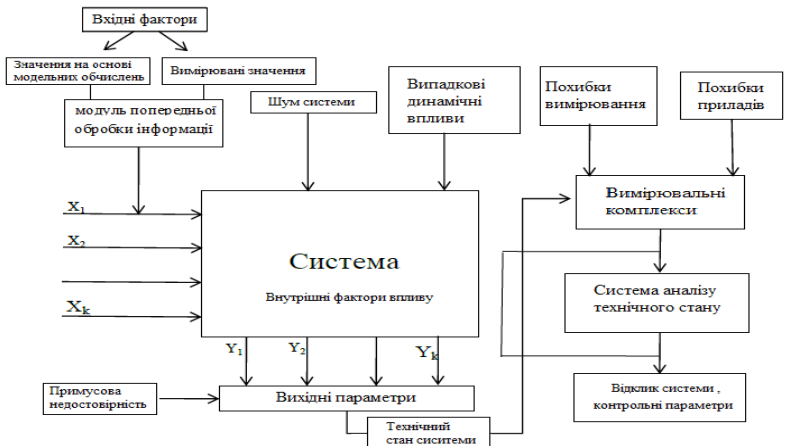 Вхідні фактори
Значення на основі
модельних обчислень
Вимірювані значення
модуль попередньої
обробки інформації
Шум системи
Випадкові
динамічні
впливи
Похибки
вимірювання
Похибки
приладів
X1
X2
Xk
Система
Внутрішні фактори впливу
Вимірювальні
комплекси
Система аналізу
технічного стану
Y1
Y2
Yk
Примусова
недостовірність
Вихідні параметри
Технічний
стан сиситеми
Відклик системи ,
контрольні параметри